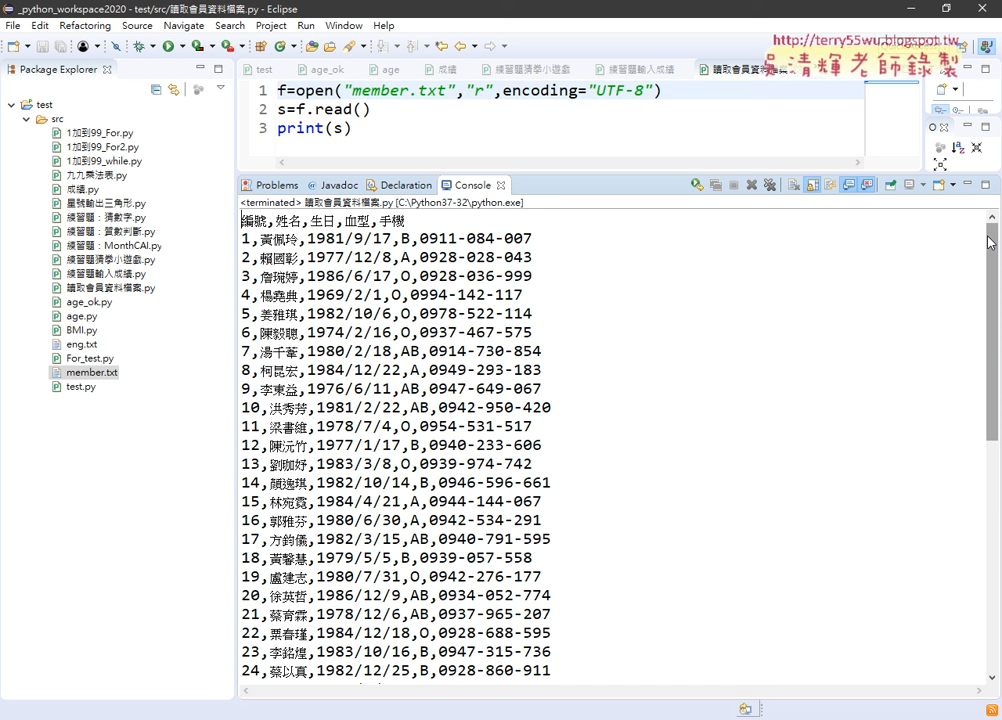 _python_workspace2020 - test/src/讀取會員資料檔案.py - Eclipse
File Edit Refactoring Source Navigate Search Project Run Window Help
http://terry55wu.blogspot.tw
吳清輝老師錄製
Package Explorer
test
src
1加到99_For.py
1加到99_For2.py
1加到99_while.py
九九乘法表.py
成績.py
星號輸出三角形.py
練習題：猜數字.py
練習題：質數判斷.py
練習題：MonthCAI.py
練習題猜拳小遊戲.py
練習題輸入成績.py
讀取會員資料檔案.py
age_ok.py
age.py
BMI.py
eng.txt
For_test.py
member.txt
test.py
test age_ok age 成績 練習題猜拳小遊戲 練習題輸入成績 讀取會員資
1 f=open("member.txt","r",encoding="UTF-8")
2 s=f.read()
3 print(s)
Problems Javadoc Declaration Console
<terminated> 讀取會員資料檔案.py [C:\Python37-32\python.exe]
編號,姓名,生日,血型,手機
1,黃佩玲,1981/9/17,B,0911-084-007
2,賴國彰,1977/12/8,A,0928-028-043
3,詹琬婷,1986/6/17,O,0928-036-999
4,楊堯典,1969/2/1,O,0994-142-117
5,姜雅琪,1982/10/6,O,0978-522-114
6,陳毅聰,1974/2/16,O,0937-467-575
7,湯千葦,1980/2/18,AB,0914-730-854
8,柯昆宏,1984/12/22,A,0949-293-183
9,李東益,1976/6/11,AB,0947-649-067
10,洪秀芳,1981/2/22,AB,0942-950-420
11,梁書維,1978/7/4,O,0954-531-517
12,陳沅竹,1977/1/17,B,0940-233-606
13,劉珈妤,1983/3/8,O,0939-974-742
14,顏逸琪,1982/10/14,B,0946-596-661
15,林宛霓,1984/4/21,A,0944-144-067
16,郭雅芬,1980/6/30,A,0942-534-291
17,方鈞儀,1982/3/15,AB,0940-791-595
18,黃馨慧,1979/5/5,B,0939-057-558
19,盧建志,1980/7/31,O,0942-276-177
20,徐英哲,1986/12/9,AB,0934-052-774
21,蔡育霖,1978/12/6,AB,0937-965-207
22,栗春瑾,1984/12/18,O,0928-688-595
23,李銘煌,1983/10/16,B,0947-315-736
24,蔡以真,1982/12/25,B,0928-860-911